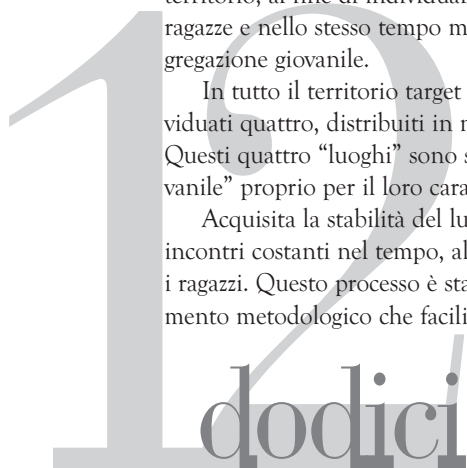 territorio, al fine di individuar
ragazze e nello stesso tempo m
gregazione giovanile.
In tutto il territorio target
viduati quattro, distribuiti in
Questi quattro “luoghi” sono s
vanile” proprio per il loro cara
Acquisita la stabilità del lu
incontri costanti nel tempo, al
i ragazzi. Questo processo è sta
mento metodologico che facili
12
dodici